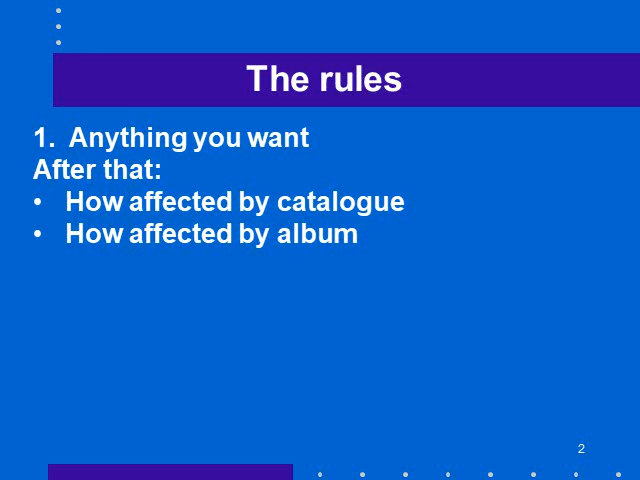 The rules
1. Anything you want
After that:
• How affected by catalogue
• How affected by album
2